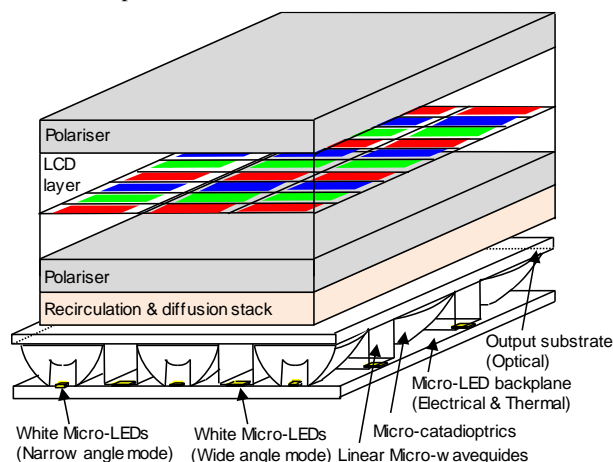 Polariser
LCD
layer
Polariser
Recirculation & diffusion stack
Output substrate
(Optical)
Micro-LED backplane
(Electrical & Thermal)
White Micro-LEDs
(Narrow angle mode)
White Micro-LEDs
(Wide angle mode)
Micro-catadioptrics
Linear Micro-waveguides